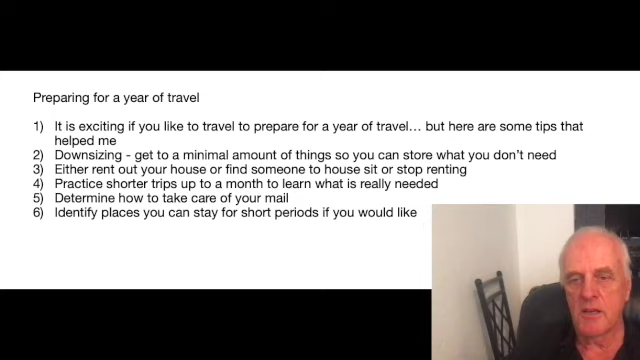 Preparing for a year of travel
1) It is exciting if you like to travel to prepare for a year of travel... but here are some tips that
helped me
2) Downsizing - get to a minimal amount of things so you can store what you don't need
3) Either rent out your house or find someone to house sit or stop renting
4) Practice shorter trips up to a month to learn what is really needed
5) Determine how to take care of your mail
6) Identify places you can stay for short periods if you would like